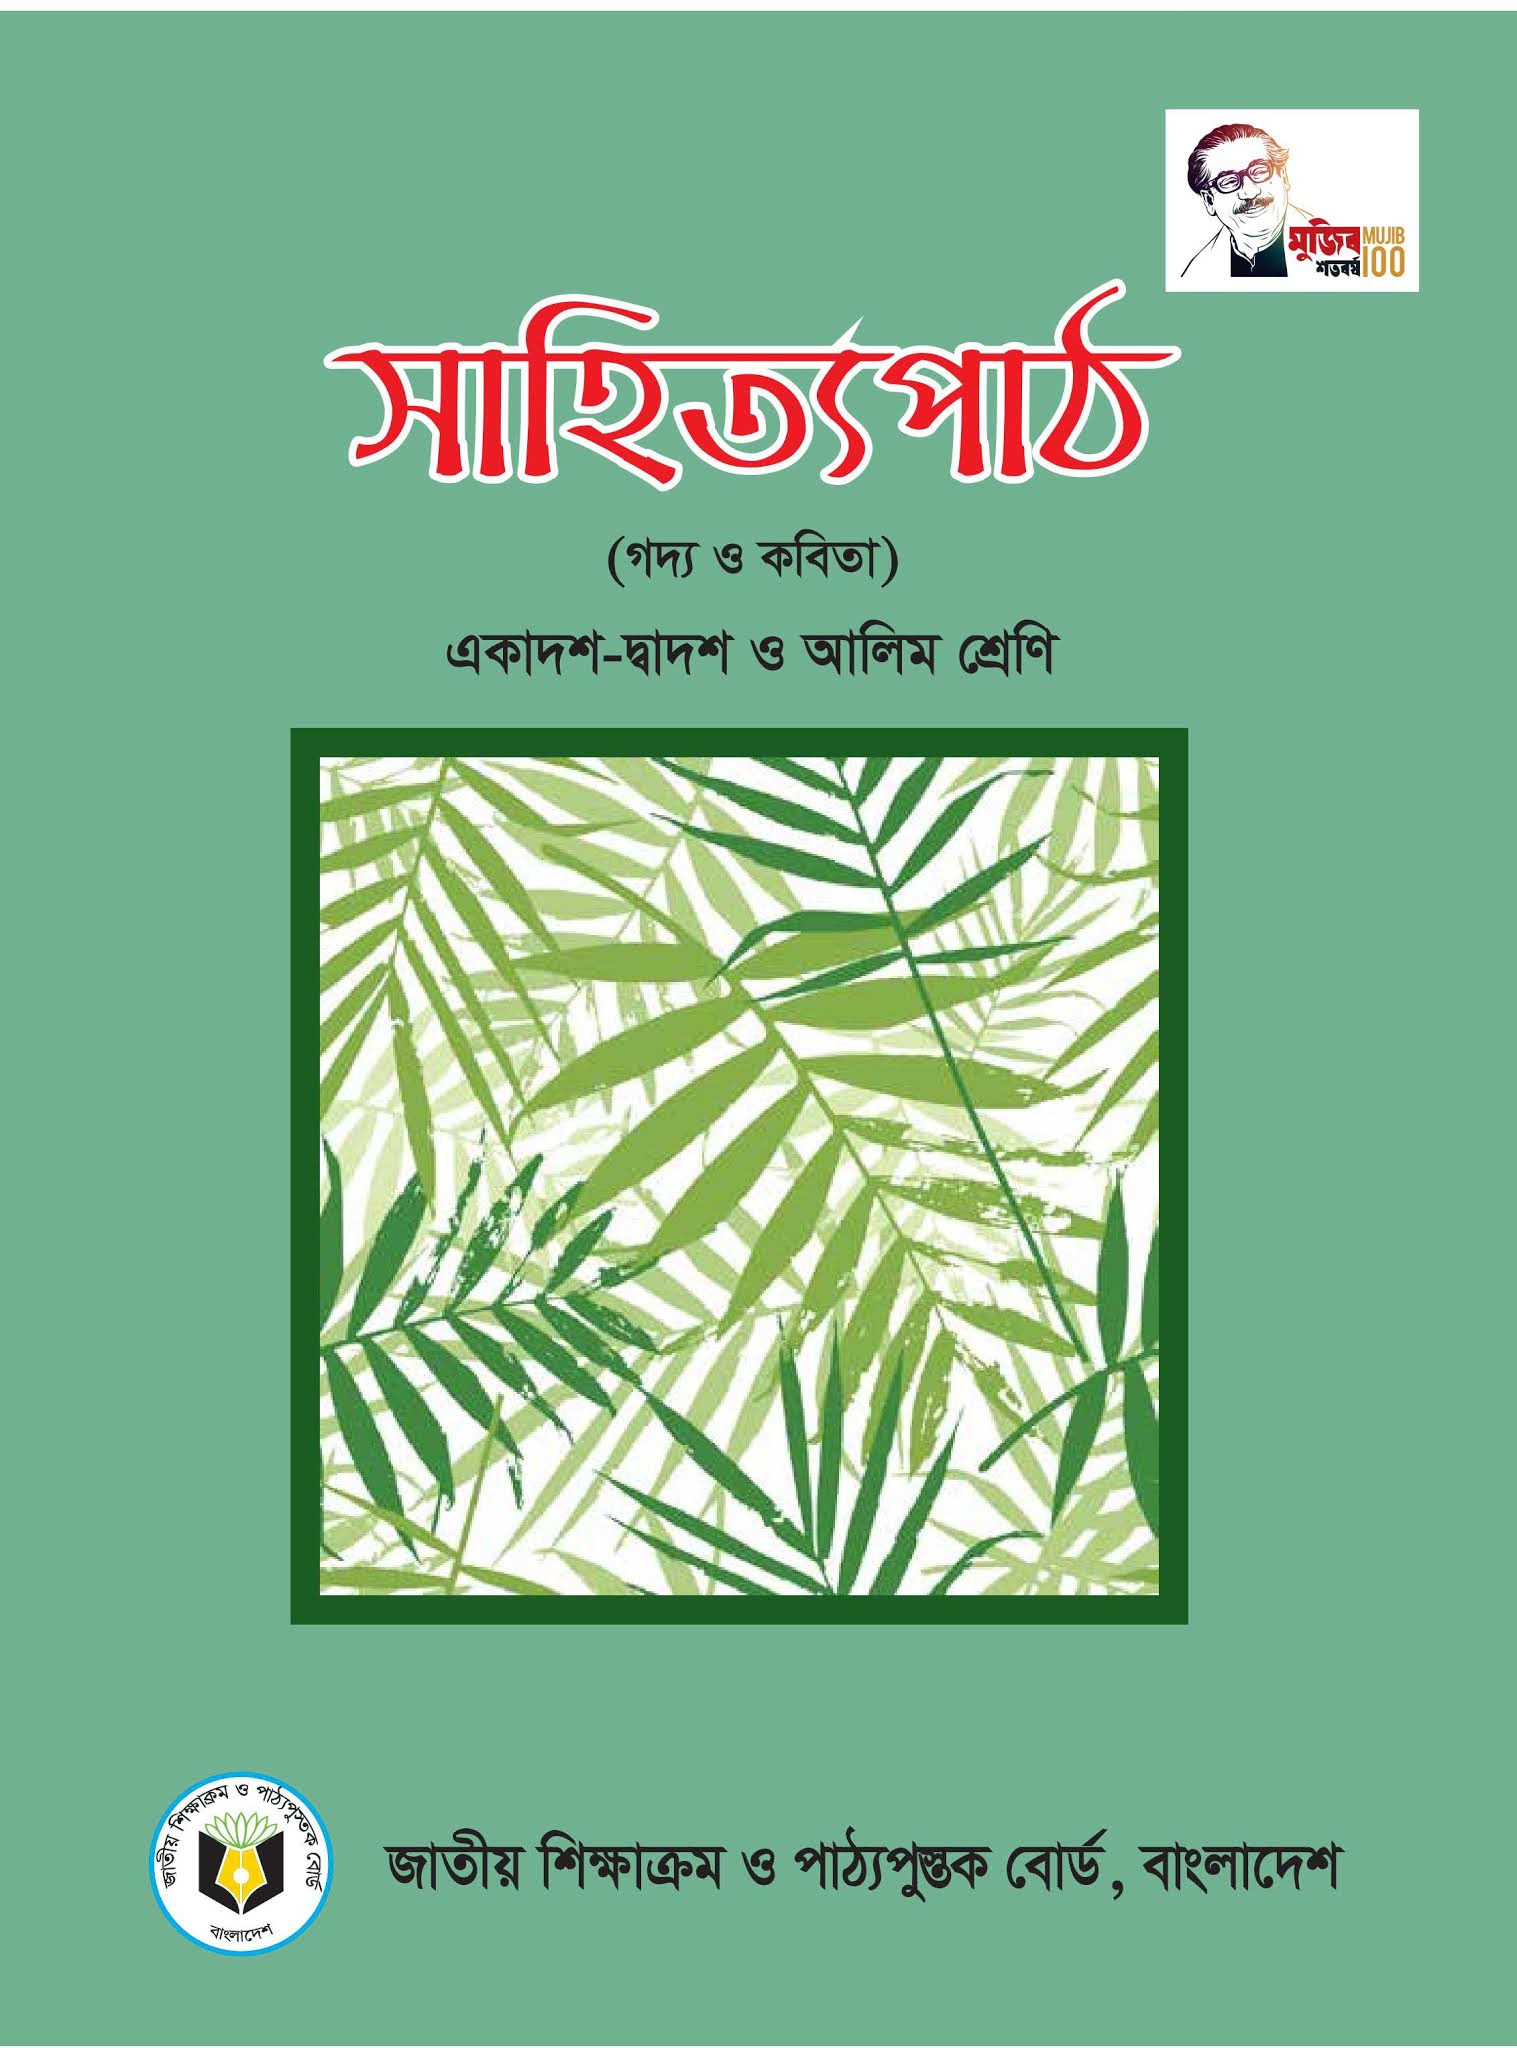 মুজিব MUJIB
শতবর্ষ 100
সাহিত্যপাঠ
(গদ্য ও কবিতা)
একাদশ-দ্বাদশ ও আলিম শ্রেণি
জাতীয় শিক্ষাক্রম ও পাঠ্যপুস্তক বোর্ড
বাংলাদেশ
জাতীয় শিক্ষাক্রম ও পাঠ্যপুস্তক বোর্ড, বাংলাদেশ